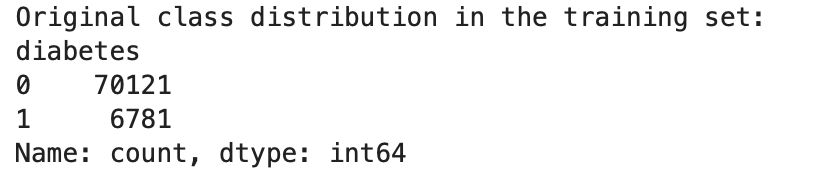 Original class distribution in the training set:
diabetes
0    70121
1     6781
Name: count, dtype: int64